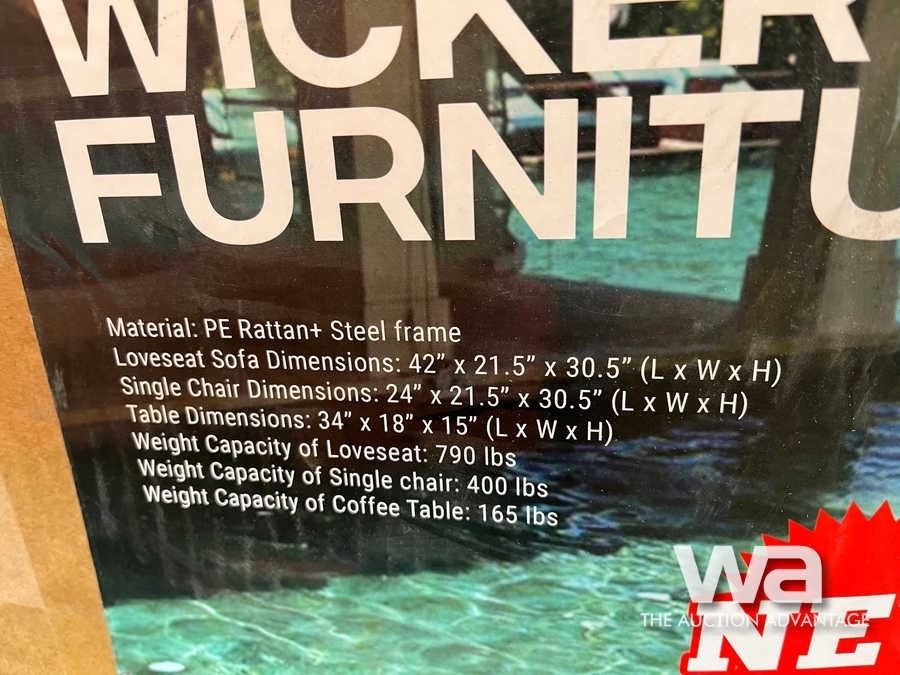 WICKER
FURNITU
Material: PE Rattan+ Steel frame
Loveseat Sofa Dimensions: 42” x 21.5” x 30.5” (L x W x H)
Single Chair Dimensions: 24” x 21.5” x 30.5” (L x W x H)
Table Dimensions: 34” x 18” x 15” (L x W x H)
Weight Capacity of Loveseat: 790 lbs
Weight Capacity of Single chair: 400 lbs
Weight Capacity of Coffee Table: 165 lbs
wa
THE AUCTION ADVANTAGE
NE